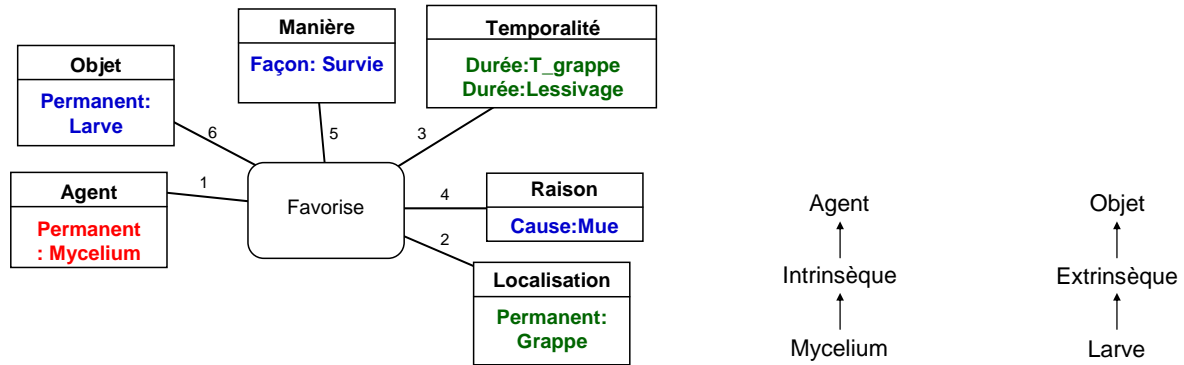 Manière
Façon: Survie
Temporalité
Durée:T_grappe
Durée:Lessivage
Objet
Permanent:
Larve
6
5
3
Agent
Permanent
: Mycelium
1
Favorise
4
Raison
Cause:Mue
2
Localisation
Permanent:
Grappe
Agent
Intrinsèque
Mycelium
Objet
Extrinsèque
Larve